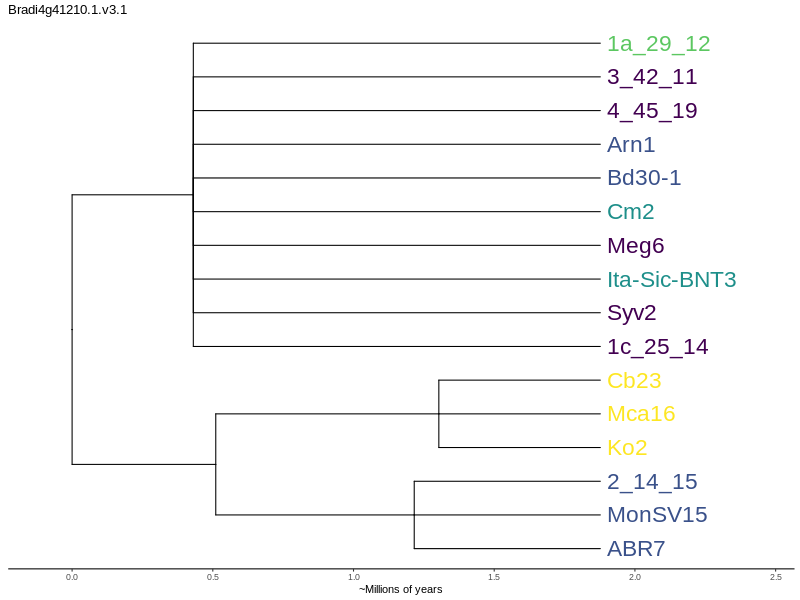 Bradi4g41210.1.v3.1
1a_29_12
3_42_11
4_45_19
Arn1
Bd30-1
Cm2
Meg6
Ita-Sic-BNT3
Syv2
1c_25_14
Cb23
Mca16
Ko2
2_14_15
MonSV15
ABR7
0.0 0.5 1.0 1.5 2.0 2.5
~Millions of years